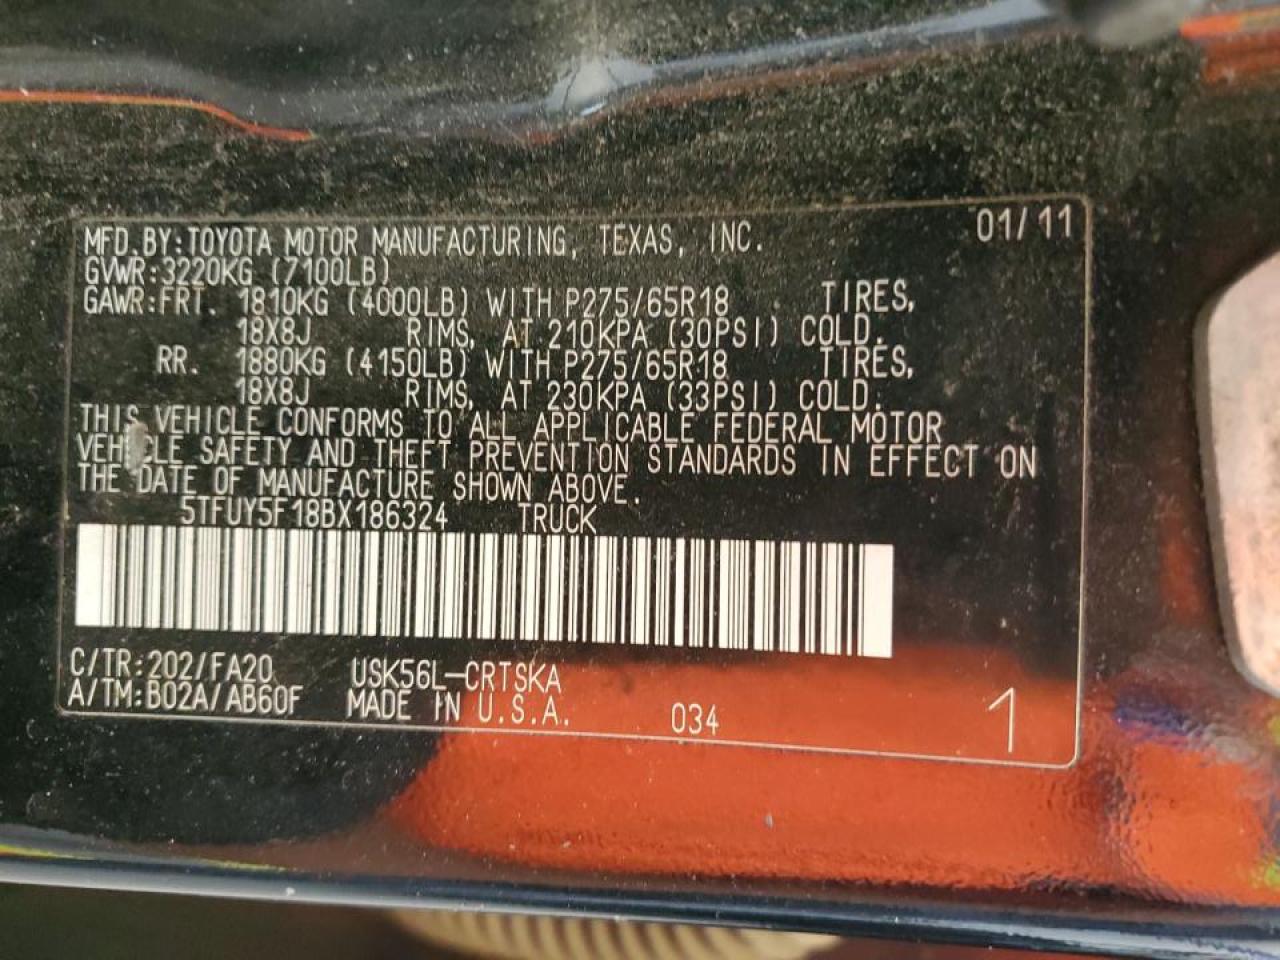 MFD.BY:TOYOTA MOTOR MANUFACTURING, TEXAS, INC. 01/11
GVWR:3220KG (7100LB)
GAWR:FRT. 1810KG (4000LB) WITH P275/65R18 TIRES,
18X8J RIMS, AT 210KPA (30PSI) COLD.
RR. 1880KG (4150LB) WITH P275/65R18 TIRES,
18X8J RIMS, AT 230KPA (33PSI) COLD.
THIS VEHICLE CONFORMS TO ALL APPLICABLE FEDERAL MOTOR
VEHICLE SAFETY AND THEFT PREVENTION STANDARDS IN EFFECT ON
THE DATE OF MANUFACTURE SHOWN ABOVE.
5TFUY5F18BX186324 TRUCK
C/TR:202/FA20 USK56L-CRTSKA
A/TM:B02A/AB60F MADE IN U.S.A. 034 1